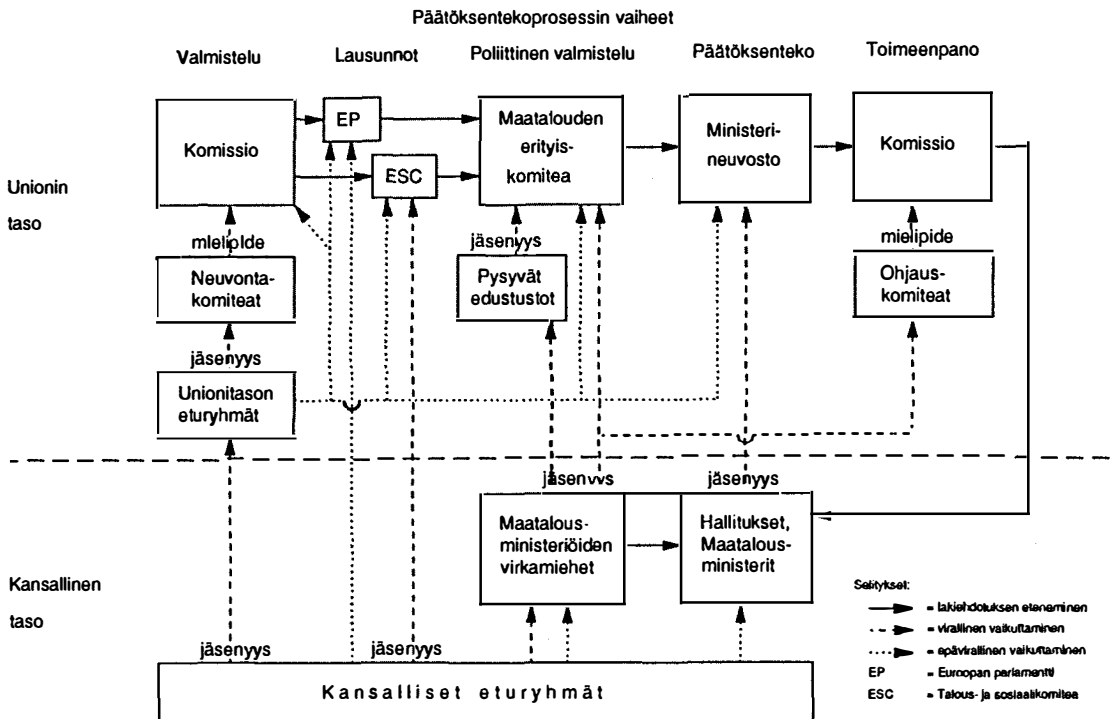 Päätöksentekoprosessin vaiheet
Valmistelu
Lausunnot
Poliittinen valmistelu
Päätöksenteko
Toimeenpano
Unionin
taso
Komissio
EP
ESC
Maatalouden
erityis-
komitea
Ministeri-
neuvosto
Komissio
mielipide
Neuvonta-
komiteat
jäsenyys
Unionitason
eturyhmät
jäsenyys
Pysyvät
edustustot
mielipide
Ohjaus-
komiteat
jäsenyys
jäsenyys
Maatalous-
ministeriöiden
virkamiehet
Hallitukset,
Maatalous-
ministerit
Kansallinen
taso
jäsenyys
jäsenyys
Kansalliset eturyhmät
Selitykset:
= lakiehdotuksen eteneminen
= virallinen vaikuttaminen
= epävirallinen vaikuttaminen
EP = Euroopan parlamentti
ESC = Talous- ja sosiaalikomitea